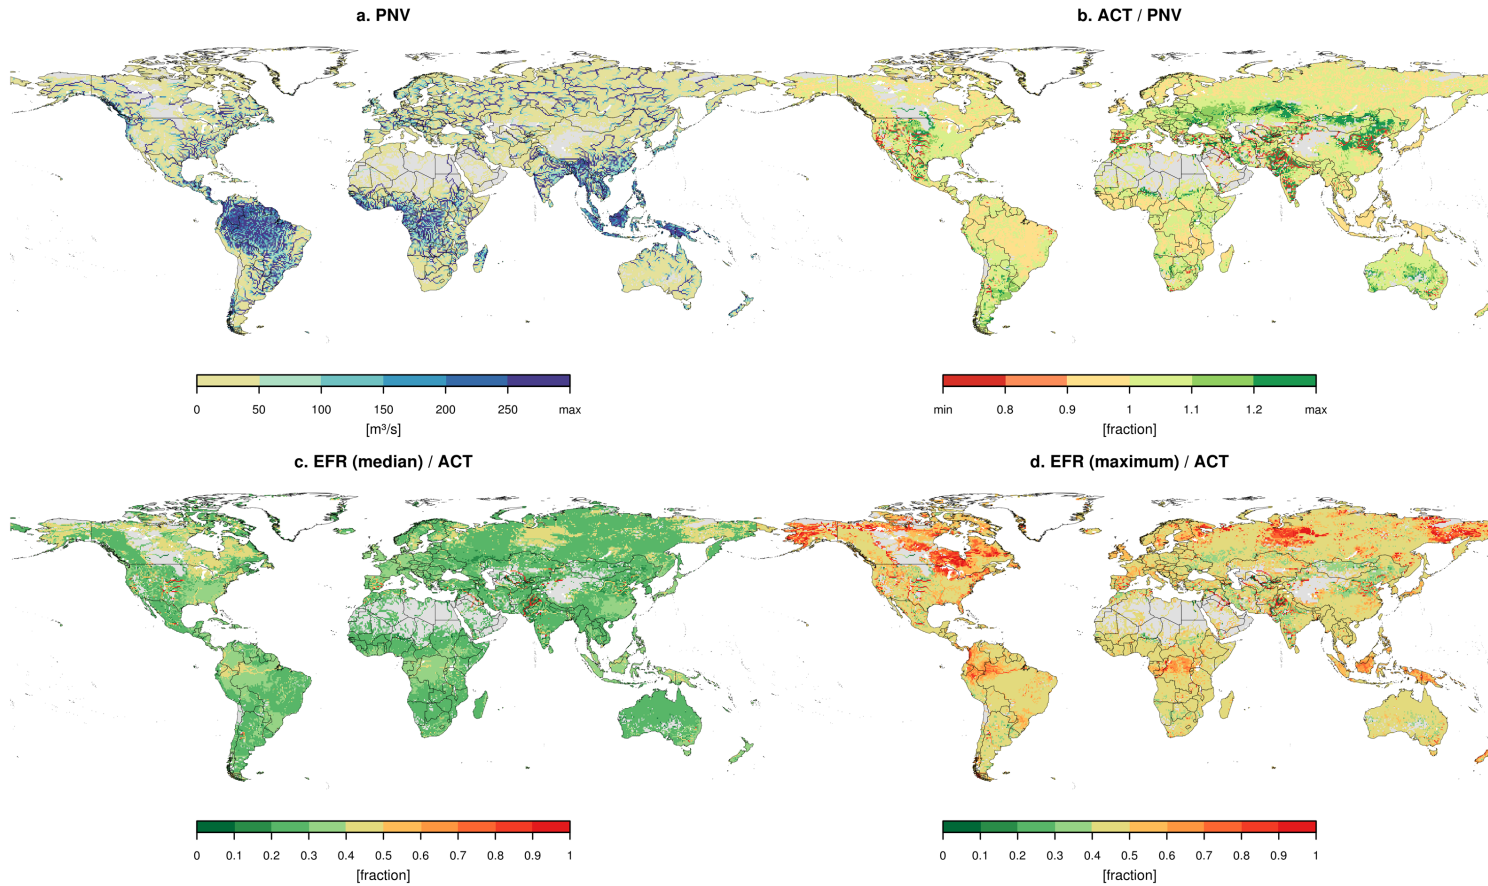 a. PNV
b. ACT / PNV
0 50 100 150 200 250 max
[m³/s]
min 0.8 0.9 1 1.1 1.2 max
[fraction]
c. EFR (median) / ACT
d. EFR (maximum) / ACT
0 0.1 0.2 0.3 0.4 0.5 0.6 0.7 0.8 0.9 1
[fraction]
0 0.1 0.2 0.3 0.4 0.5 0.6 0.7 0.8 0.9 1
[fraction]